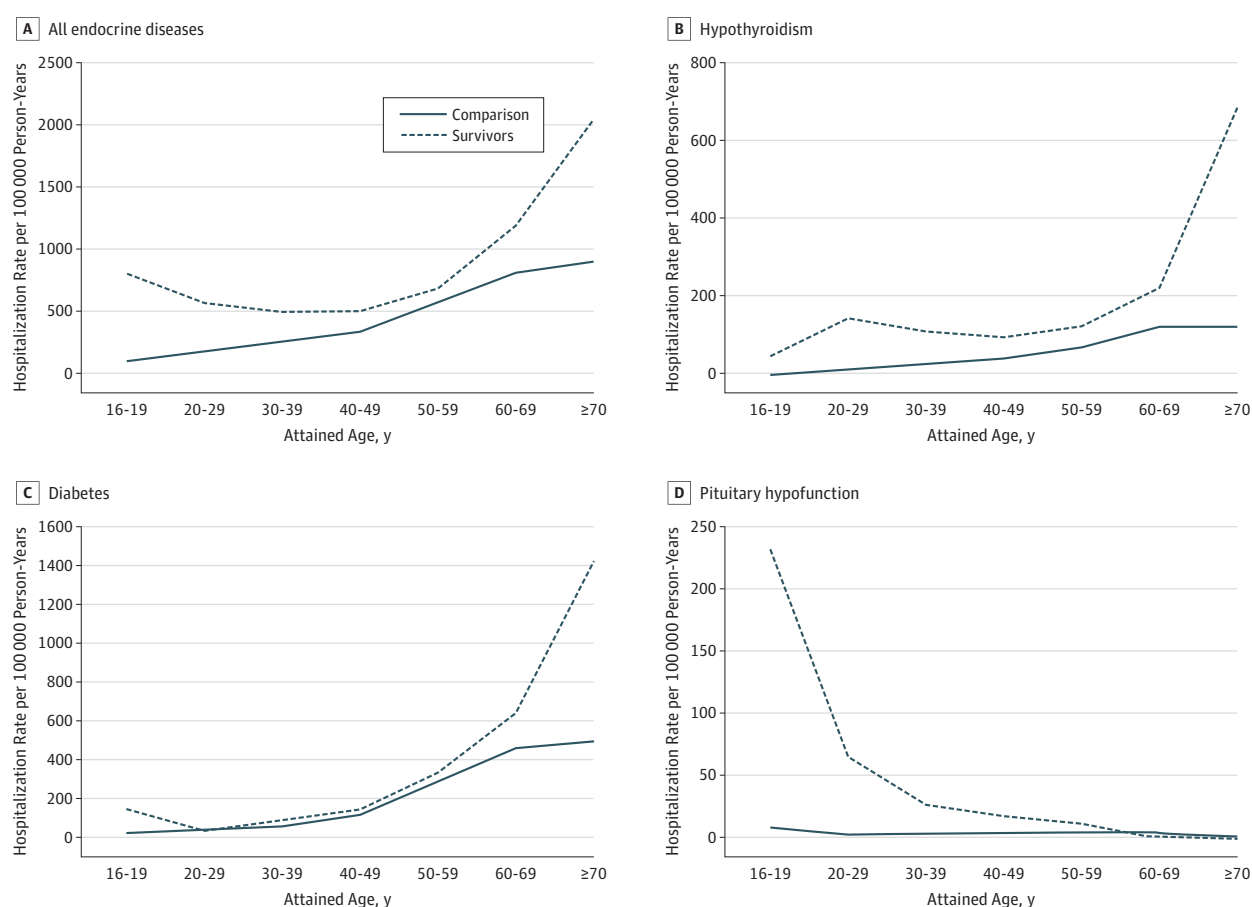 A All endocrine diseases
Hospitalization Rate per 100 000 Person-Years
2500
2000
1500
1000
500
0
Comparison
Survivors
16-19 20-29 30-39 40-49 50-59 60-69 ≥70
Attained Age, y
B Hypothyroidism
Hospitalization Rate per 100 000 Person-Years
800
600
400
200
0
16-19 20-29 30-39 40-49 50-59 60-69 ≥70
Attained Age, y
C Diabetes
Hospitalization Rate per 100 000 Person-Years
1600
1400
1200
1000
800
600
400
200
0
16-19 20-29 30-39 40-49 50-59 60-69 ≥70
Attained Age, y
D Pituitary hypofunction
Hospitalization Rate per 100 000 Person-Years
250
200
150
100
50
0
16-19 20-29 30-39 40-49 50-59 60-69 ≥70
Attained Age, y